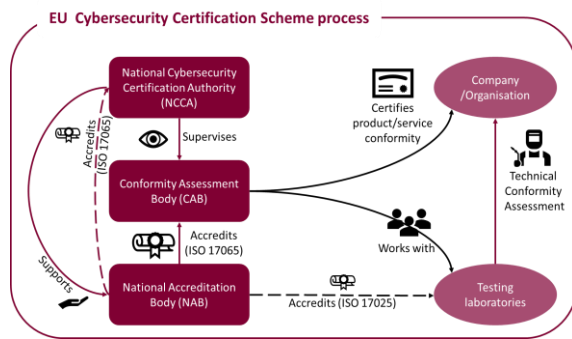 EU Cybersecurity Certification Scheme process
National Cybersecurity
Certification Authority
(NCCA)
Company
/Organisation
Certifies
product/service
conformity
Accredits
(ISO 17065)
Supervises
Technical
Conformity
Assessment
Conformity Assessment
Body (CAB)
Accredits
(ISO 17065)
Works with
Supports
National Accreditation
Body (NAB)
Accredits (ISO 17025)
Testing
laboratories